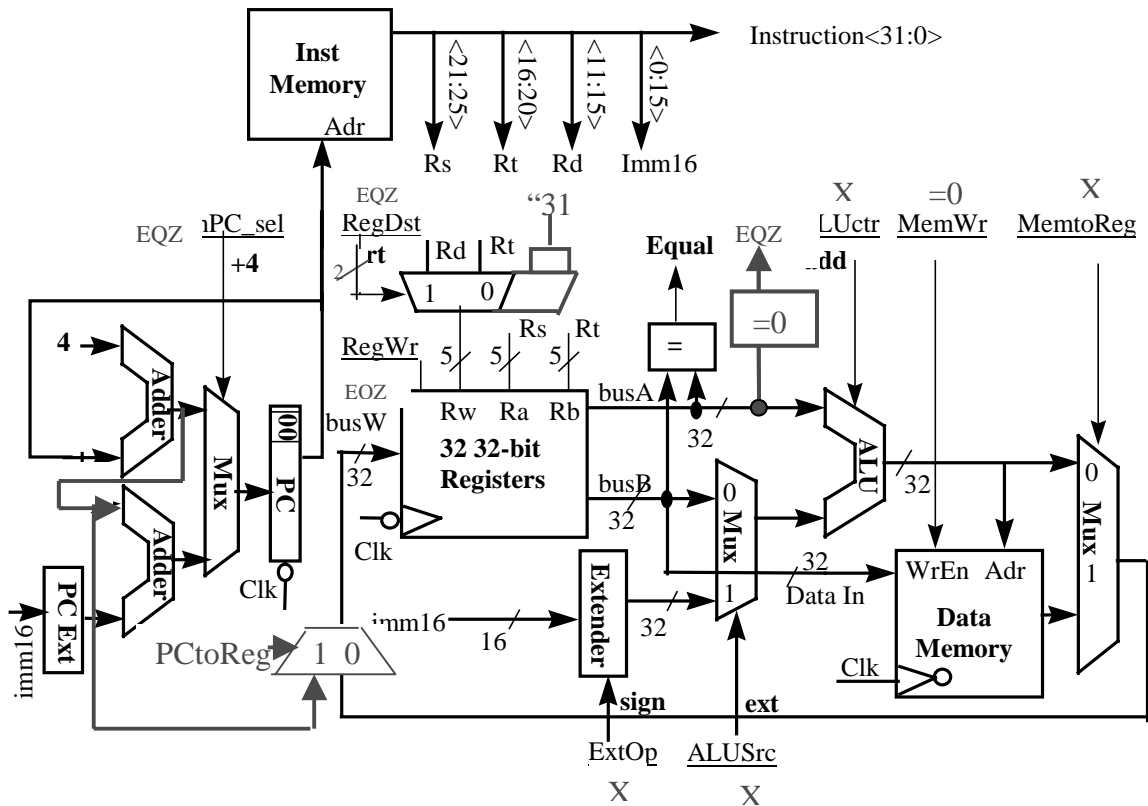 Instruction<31:0>
Inst
Memory
Adr
<21:25>
<16:20>
<11:15>
<0:15>
Rs
Rt
Rd
Imm16
EQZ
nPC_sel
+4
EQZ
RegDst
“31
rt
2
Rd
Rt
1
0
Equal
EQZ
=
=0
X
LUctr
dd
=0
MemWr
X
MemtoReg
4
Adder
Adder
Mux
00
PC
Clk
PC Ext
imm16
RegWr
5
5
5
Rs
Rt
EQZ
busW
32
Rw
Ra
Rb
32 32-bit
Registers
Clk
busA
32
busB
32
0
Mux
1
ALU
32
32
Data In
WrEn
Adr
Data
Memory
Clk
0
Mux
1
imm16
16
Extender
32
PCtoReg
1 0
sign
ext
ExtOp
ALUSrc
X
X